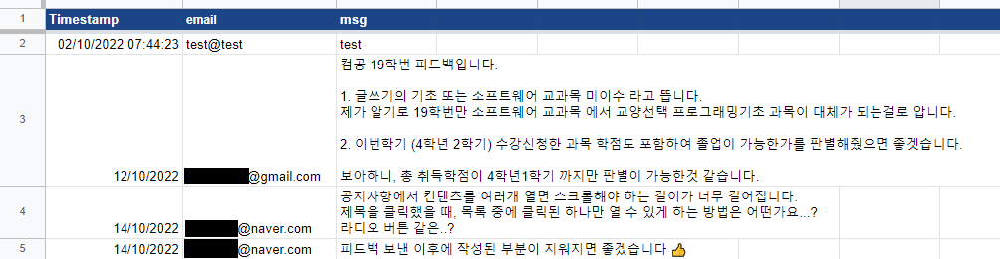 1 Timestamp email msg
2 02/10/2022 07:44:23 test@test test
컴공 19학번 피드백입니다.
1. 글쓰기의 기초 또는 소프트웨어 교과목 미이수 라고 뜹니다.
제가 알기로 19학번만 소프트웨어 교과목 에서 교양선택 프로그래밍기초 과목이 대체가 되는걸로 압니다.
3
2. 이번학기 (4학년 2학기) 수강신청한 과목 학점도 포함하여 졸업이 가능한가를 판별해줬으면 좋겟습니다.
12/10/2022 @gmail.com 보아하니, 총 취득학점이 4학년1학기 까지만 판별이 가능한것 같습니다.
공지사항에서 컨텐츠를 여러개 열면 스크롤해야 하는 길이가 너무 길어집니다.
4 제목을 클릭했을 때, 목록 중에 클릭된 하나만 열 수 있게 하는 방법은 어떤가요...?
14/10/2022 @naver.com 라디오 버튼 같은..?
5 14/10/2022 @naver.com 피드백 보낸 이후에 작성된 부분이 지워지면 좋겠습니다 👍